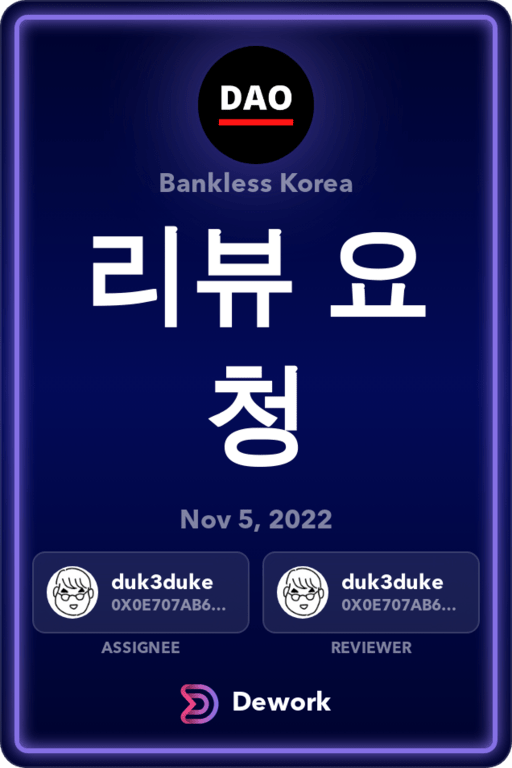 DAO
Bankless Korea
리뷰 요
청
Nov 5, 2022
duk3duke
0X0E707AB6...
ASSIGNEE
duk3duke
0X0E707AB6...
REVIEWER
Dework